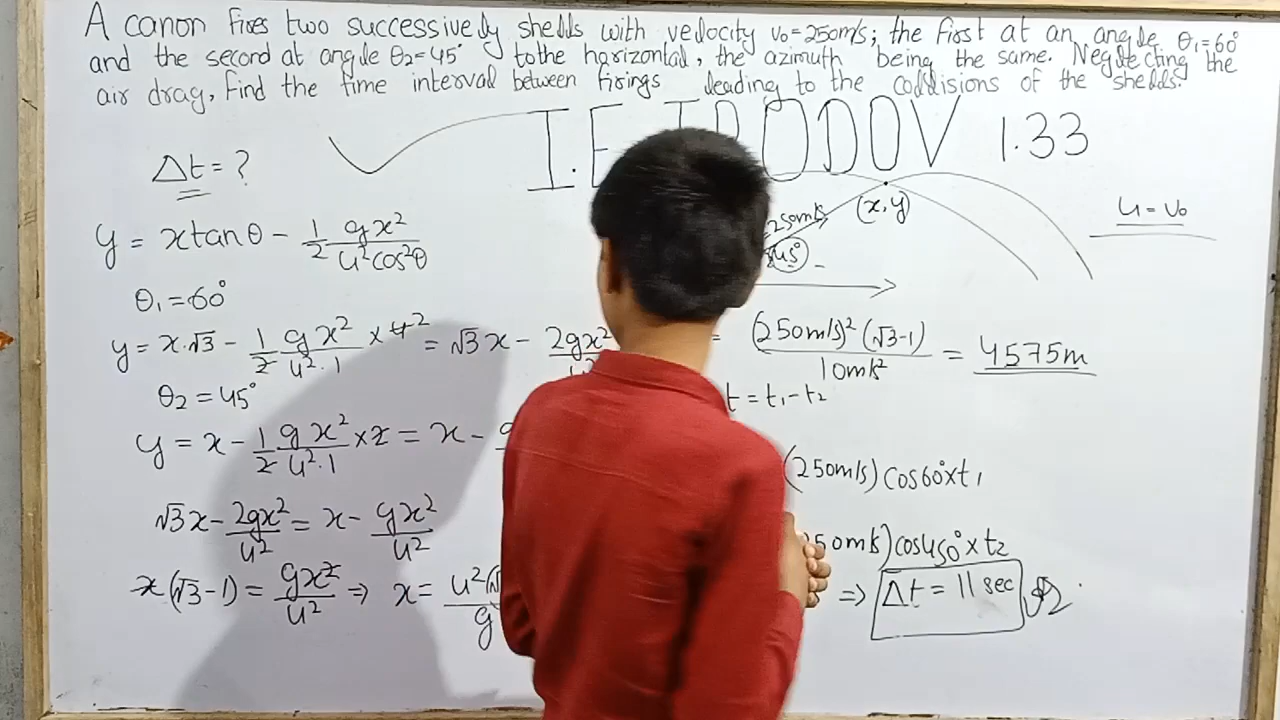 A canon fires two successively shells with velocity v₀=250m/s; the first at an angle θ₁=60°
and the second at angle θ₂=45° to the horizontal, the azimuth being the same. Neglecting the
air drag, find the time interval between firings leading to the collisions of the shells.
I.E IRODOV 1.33
Δt = ?
(x,y)
250m/s
45°
u = v₀
y = x tanθ - 1/2 gx²/u²cos²θ
θ₁=60°
y = x.√3 - 1/2 gx²/u².1 × 4² = √3x - 2gx²
= (250m/s)²(√3-1)/10m/s² = 4575m
θ₂ = 45°
t = t₁-t₂
y = x - 1/2 gx²/u².1 × 2 = x - g
(250m/s) cos60°×t₁
√3x - 2gx²/u² = x - gx²/u²
50m/s) cos450°×t₂
x(√3-1) = gx²/u² ⇒ x = u²(√/g
⇒ Δt = 11 sec